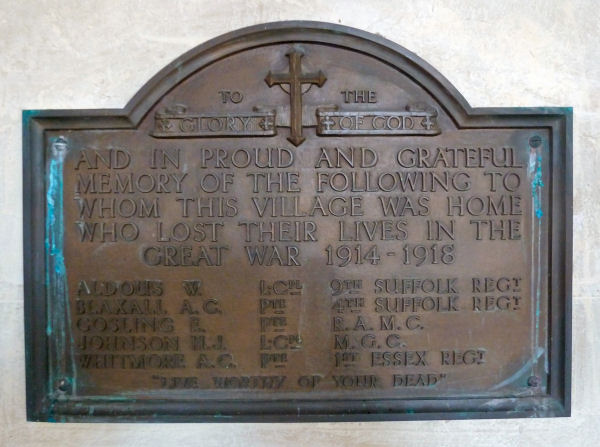 TO THE
GLORY OF GOD
AND IN PROUD AND GRATEFUL
MEMORY OF THE FOLLOWING TO
WHOM THIS VILLAGE WAS HOME
WHO LOST THEIR LIVES IN THE
GREAT WAR 1914-1918
ALDOUS W. L:CPL 9TH SUFFOLK REGT
BLAXALL A.C. PTE 4TH SUFFOLK REGT
GOSLING E. PTE R.A.M.C.
JOHNSON H.J. L:CPL M.G.C.
WHITMORE A.G. PTE 1ST ESSEX REGT
"LIVE WORTHY OF YOUR DEAD"